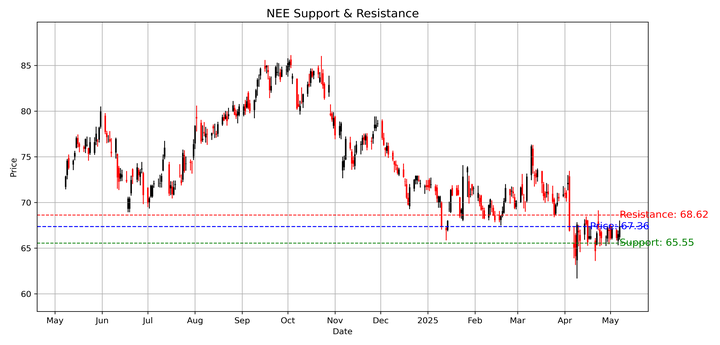 NEE Support & Resistance
Price
85
80
75
70
65
60
Resistance: 68.62
Price: 67.36
Support: 65.55
May Jun Jul Aug Sep Oct Nov Dec 2025 Feb Mar Apr May
Date